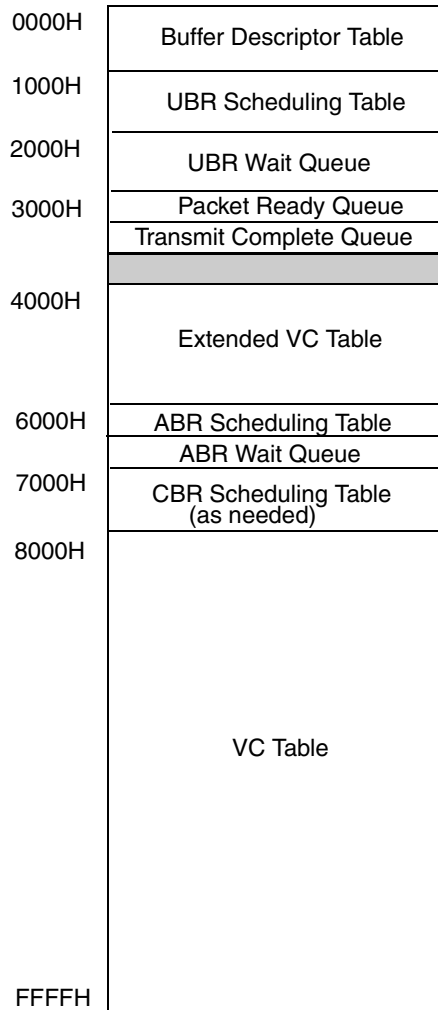 0000H
Buffer Descriptor Table
1000H
UBR Scheduling Table
2000H
UBR Wait Queue
3000H
Packet Ready Queue
Transmit Complete Queue
4000H
Extended VC Table
6000H
ABR Scheduling Table
ABR Wait Queue
7000H
CBR Scheduling Table
(as needed)
8000H
VC Table
FFFFH